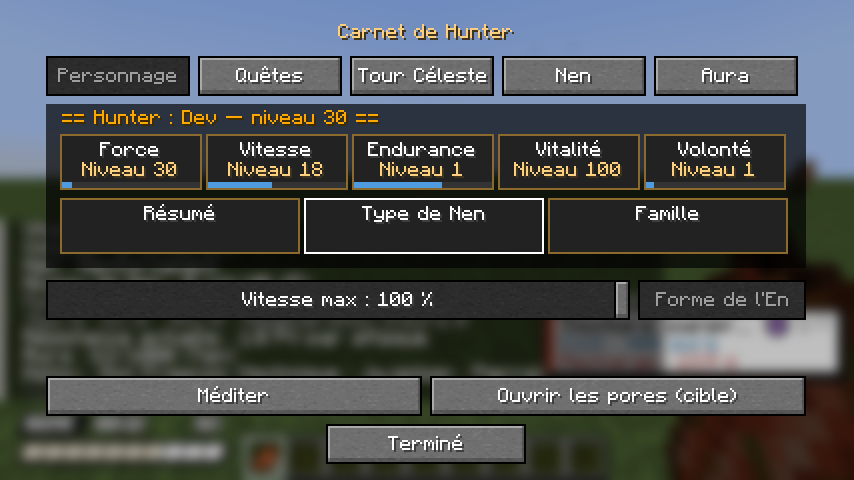 Carnet de Hunter
Personnage
Quêtes
Tour Céleste
Nen
Aura
== Hunter : Dev — niveau 30 ==
Force
Niveau 30
Vitesse
Niveau 18
Endurance
Niveau 1
Vitalité
Niveau 100
Volonté
Niveau 1
Résumé
Type de Nen
Famille
Vitesse max : 100 %
Forme de l'En
Méditer
Ouvrir les pores (cible)
Terminé